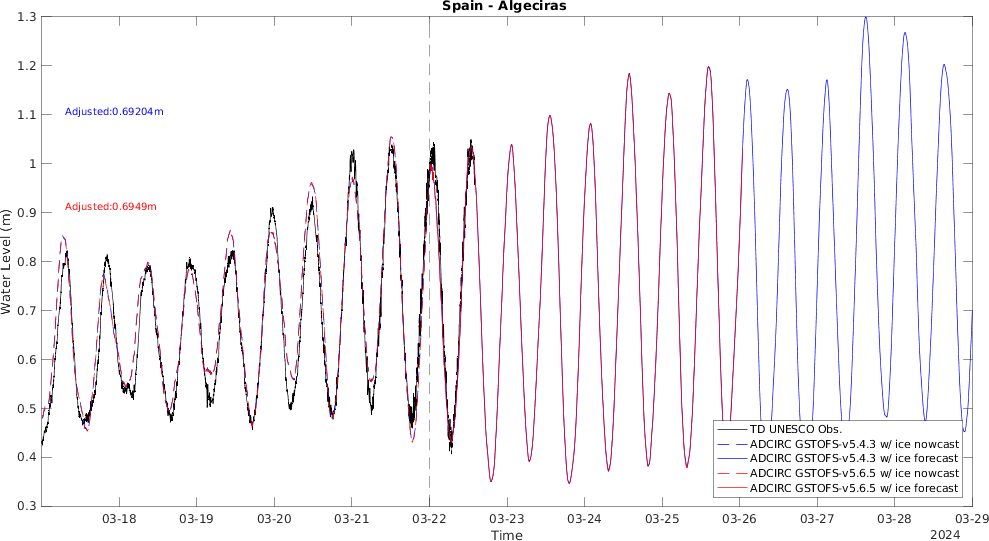 Spain - Algeciras
1.3
1.2
1.1
1
0.9
0.8
0.7
0.6
0.5
0.4
0.3
Water Level (m)
Adjusted:0.69204m
Adjusted:0.6949m
TD UNESCO Obs.
ADCIRC GSTOFS-v5.4.3 w/ ice nowcast
ADCIRC GSTOFS-v5.4.3 w/ ice forecast
ADCIRC GSTOFS-v5.6.5 w/ ice nowcast
ADCIRC GSTOFS-v5.6.5 w/ ice forecast
03-18 03-19 03-20 03-21 03-22 03-23 03-24 03-25 03-26 03-27 03-28 03-29
Time
2024